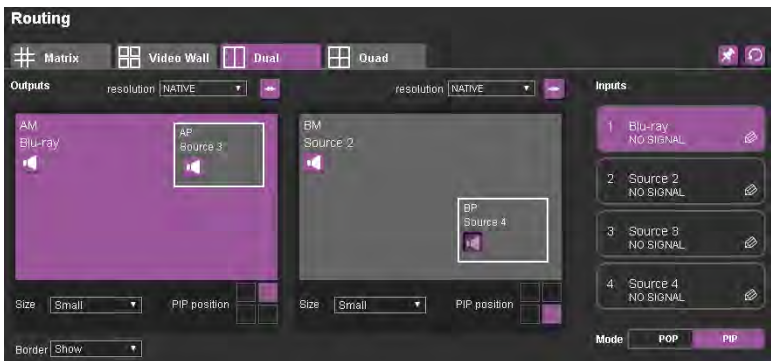 Routing
Matrix Video Wall Dual Quad
Outputs resolution NATIVE resolution NATIVE Inputs
AM
Blu-ray
AP
Source 3
BM
Source 2
BP
Source 4
1 Blu-ray
NO SIGNAL
2 Source 2
NO SIGNAL
3 Source 3
NO SIGNAL
4 Source 4
NO SIGNAL
Size Small PIP position Size Small PIP position
Border Show
Mode POP PIP